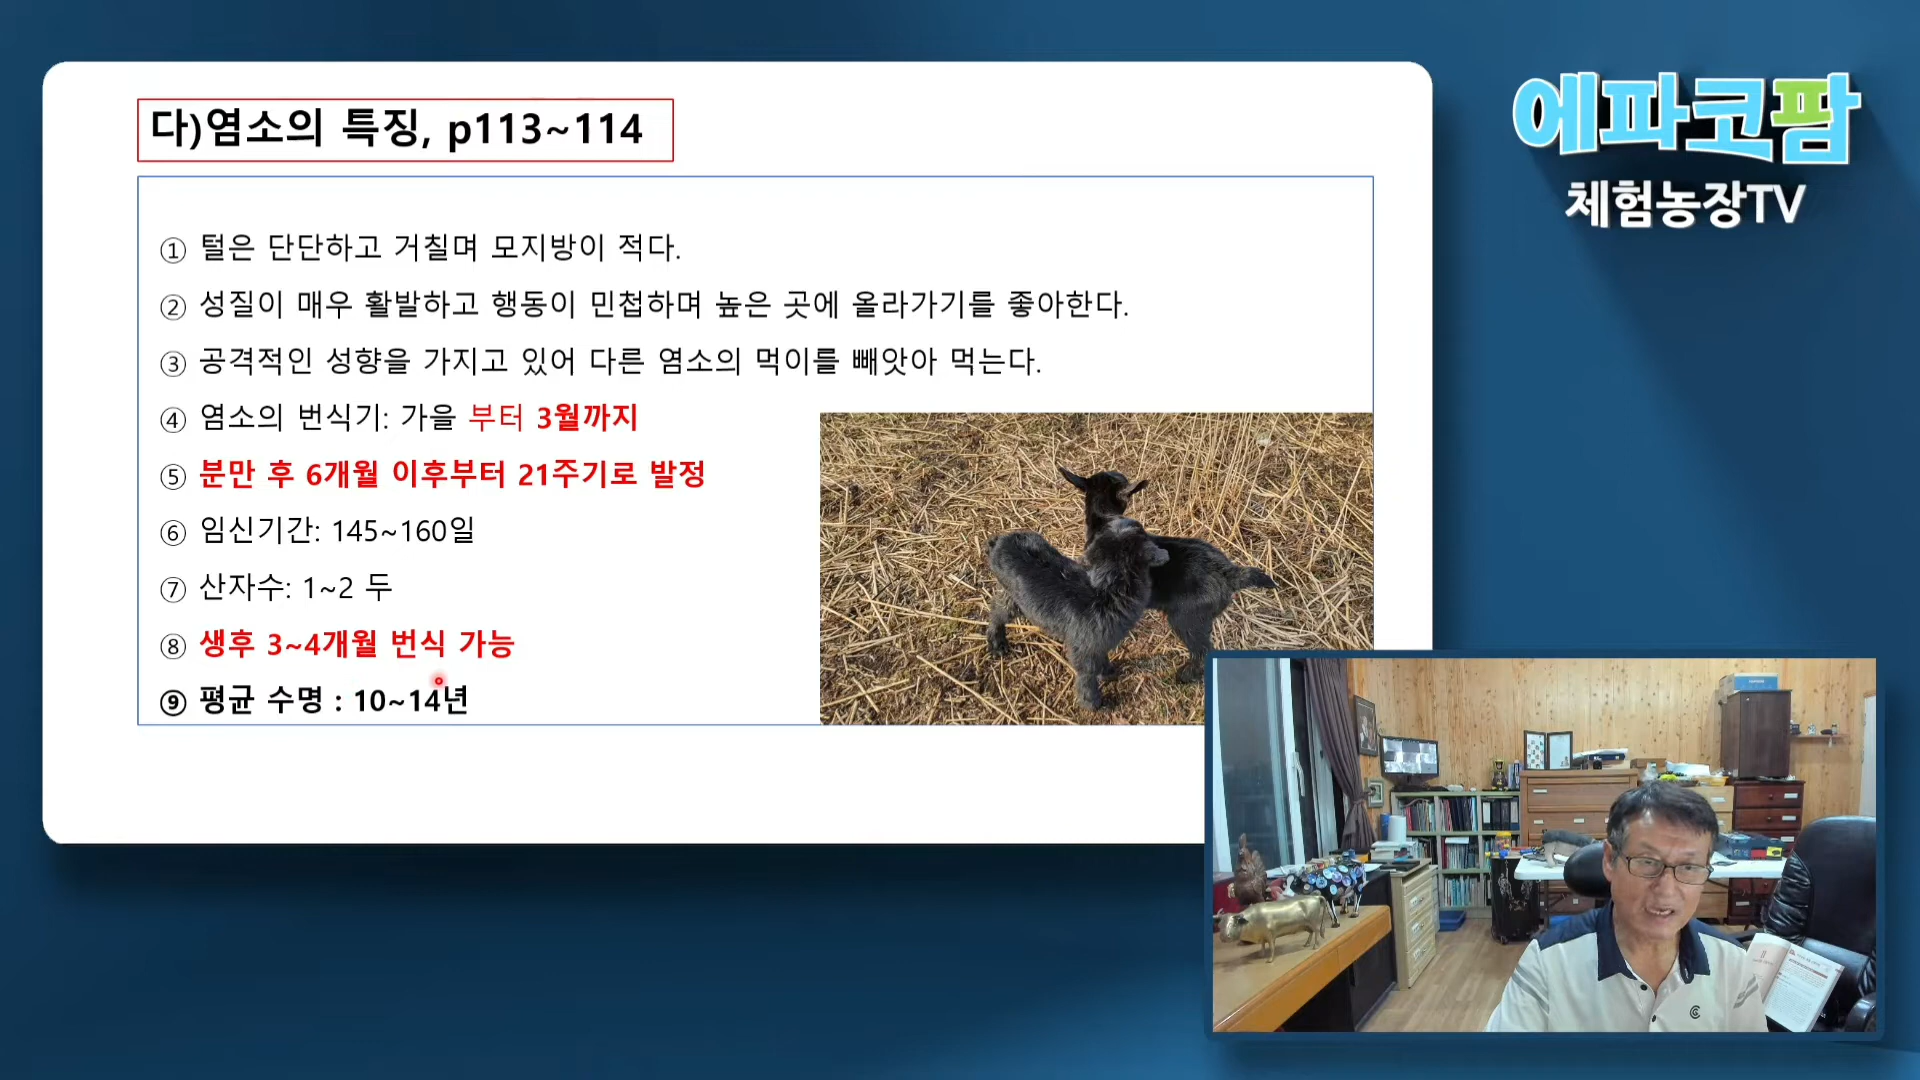 다)염소의 특징, p113~114
① 털은 단단하고 거칠며 모지방이 적다.
② 성질이 매우 활발하고 행동이 민첩하며 높은 곳에 올라가기를 좋아한다.
③ 공격적인 성향을 가지고 있어 다른 염소의 먹이를 빼앗아 먹는다.
④ 염소의 번식기: 가을 부터 3월까지
⑤ 분만 후 6개월 이후부터 21주기로 발정
⑥ 임신기간: 145~160일
⑦ 산자수: 1~2 두
⑧ 생후 3~4개월 번식 가능
⑨ 평균 수명 : 10~14년
에파코팜
체험농장TV